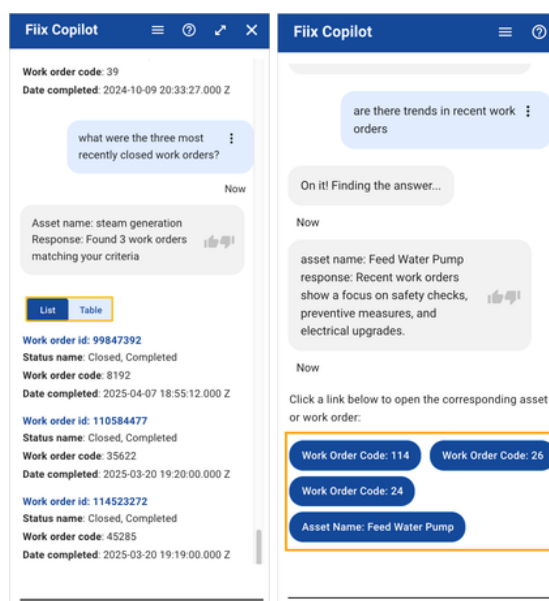 Fiix Copilot
Work order code: 39
Date completed: 2024-10-09 20:33:27.000 Z
what were the three most
recently closed work orders?
Now
Asset name: steam generation
Response: Found 3 work orders
matching your criteria
List Table
Work order id: 99847392
Status name: Closed, Completed
Work order code: 8192
Date completed: 2025-04-07 18:55:12.000 Z
Work order id: 110584477
Status name: Closed, Completed
Work order code: 35622
Date completed: 2025-03-20 19:20:00.000 Z
Work order id: 114523272
Status name: Closed, Completed
Work order code: 45285
Date completed: 2025-03-20 19:19:00.000 Z
Fiix Copilot
are there trends in recent work
orders
On it! Finding the answer...
Now
asset name: Feed Water Pump
response: Recent work orders
show a focus on safety checks,
preventive measures, and
electrical upgrades.
Now
Click a link below to open the corresponding asset
or work order:
Work Order Code: 114 Work Order Code: 26
Work Order Code: 24
Asset Name: Feed Water Pump